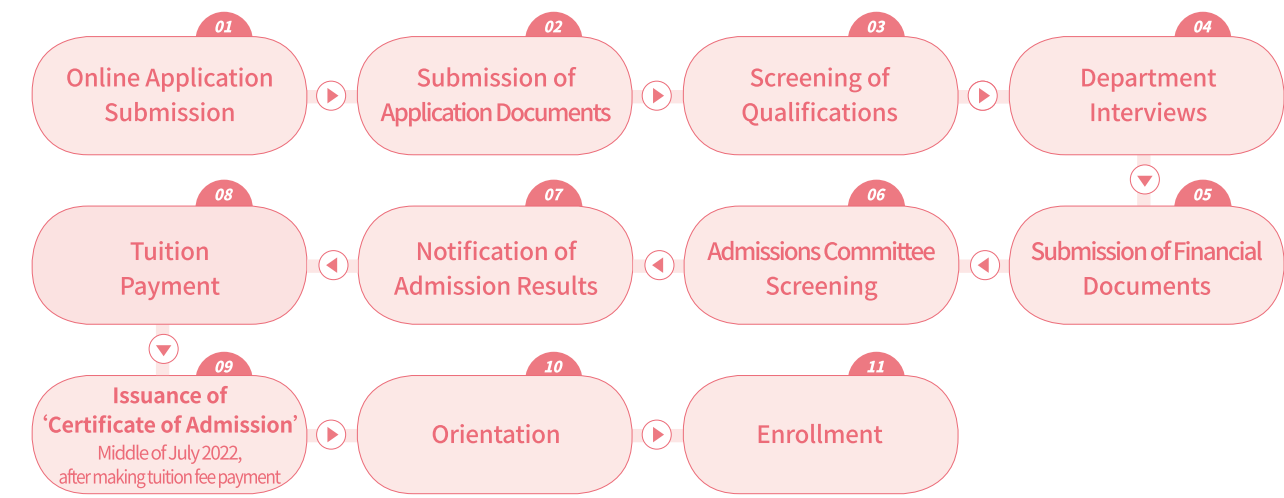 01
Online Application
Submission
02
Submission of
Application Documents
03
Screening of
Qualifications
04
Department
Interviews
05
Submission of Financial
Documents
06
Admissions Committee
Screening
07
Notification of
Admission Results
08
Tuition
Payment
09
Issuance of
‘Certificate of Admission’
Middle of July 2022,
after making tuition fee payment
10
Orientation
11
Enrollment